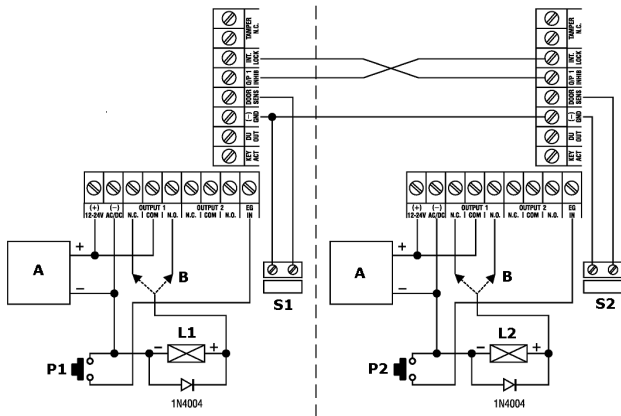 TAMPER N.C.
INT. LOCK
O/P 1 INHIB
DOOR SENS
(–) GND
DU OUT
KEY ACT
TAMPER N.C.
INT. LOCK
O/P 1 INHIB
DOOR SENS
(–) GND
DU OUT
KEY ACT
(+) (–) OUTPUT 1 OUTPUT 2 EG
12-24V AC/DC N.C. COM N.O. N.C. COM N.O. IN
(+) (–) OUTPUT 1 OUTPUT 2 EG
12-24V AC/DC N.C. COM N.O. N.C. COM N.O. IN
A + – B S1
A + – B S2
P1 – L1 +
P2 – L2 +
1N4004
1N4004